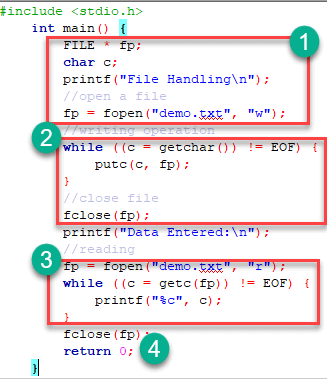 #include <stdio.h>
int main() {
1
FILE * fp;
char c;
printf("File Handling\n");
//open a file
fp = fopen("demo.txt", "w");
//writing operation
2
while ((c = getchar()) != EOF) {
putc(c, fp);
}
//close file
fclose(fp);
printf("Data Entered:\n");
//reading
3
fp = fopen("demo.txt", "r");
while ((c = getc(fp)) != EOF) {
printf("%c", c);
}
fclose(fp);
return 0;
4
}